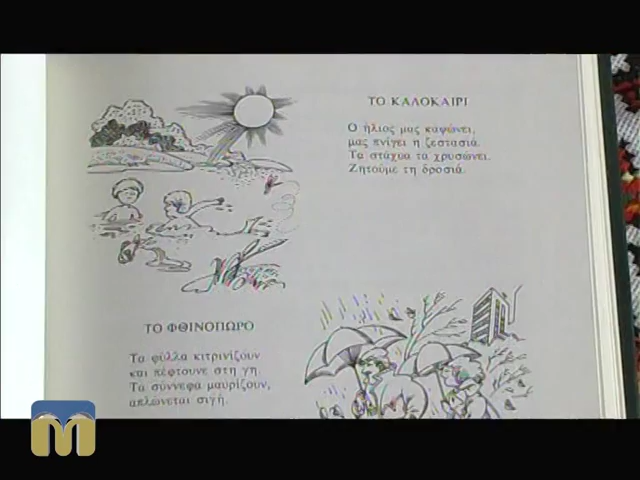 ΤΟ ΚΑΛΟΚΑΙΡΙ
Ο ήλιος μας καψώνει,
μας πνίγει η ζεστασιά.
Τα στάχυα τα χρυσώνει.
Ζητούμε τη δροσιά.
ΤΟ ΦΘΙΝΟΠΩΡΟ
Τα φύλλα κιτρινίζουν
και πέφτουνε στη γη.
Τα σύννεφα μαυρίζουν,
απλώνεται σιγή.
M